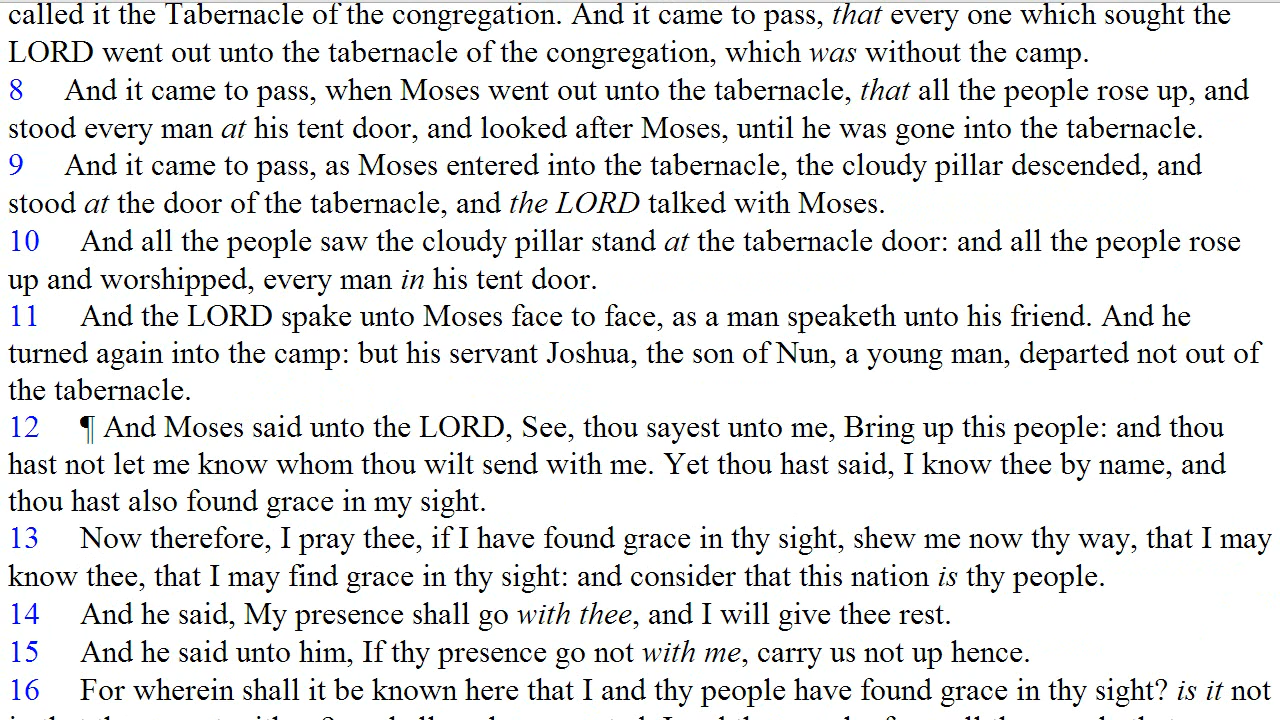 called it the Tabernacle of the congregation. And it came to pass, that every one which sought the
LORD went out unto the tabernacle of the congregation, which was without the camp.
8 And it came to pass, when Moses went out unto the tabernacle, that all the people rose up, and
stood every man at his tent door, and looked after Moses, until he was gone into the tabernacle.
9 And it came to pass, as Moses entered into the tabernacle, the cloudy pillar descended, and
stood at the door of the tabernacle, and the LORD talked with Moses.
10 And all the people saw the cloudy pillar stand at the tabernacle door: and all the people rose
up and worshipped, every man in his tent door.
11 And the LORD spake unto Moses face to face, as a man speaketh unto his friend. And he
turned again into the camp: but his servant Joshua, the son of Nun, a young man, departed not out of
the tabernacle.
12 ¶ And Moses said unto the LORD, See, thou sayest unto me, Bring up this people: and thou
hast not let me know whom thou wilt send with me. Yet thou hast said, I know thee by name, and
thou hast also found grace in my sight.
13 Now therefore, I pray thee, if I have found grace in thy sight, shew me now thy way, that I may
know thee, that I may find grace in thy sight: and consider that this nation is thy people.
14 And he said, My presence shall go with thee, and I will give thee rest.
15 And he said unto him, If thy presence go not with me, carry us not up hence.
16 For wherein shall it be known here that I and thy people have found grace in thy sight? is it not